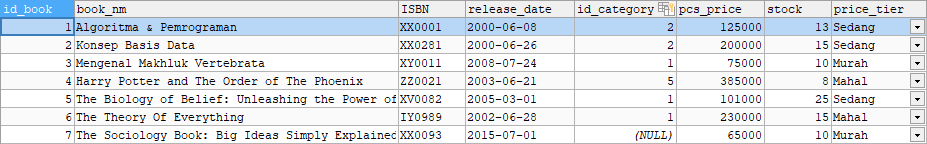 id_book book_nm ISBN release_date id_category pcs_price stock price_tier
1 Algoritma & Pemrograman XX0001 2000-06-08 2 125000 13 Sedang
2 Konsep Basis Data XX0281 2000-06-26 2 200000 15 Sedang
3 Mengenal Makhluk Vertebrata XY0011 2008-07-24 1 75000 10 Murah
4 Harry Potter and The Order of The Phoenix ZZ0021 2003-06-21 5 385000 8 Mahal
5 The Biology of Belief: Unleashing the Power of XV0082 2005-03-01 1 101000 25 Sedang
6 The Theory Of Everything IY0989 2002-06-28 1 230000 15 Mahal
7 The Sociology Book: Big Ideas Simply Explained XX0093 2015-07-01 (NULL) 65000 10 Murah